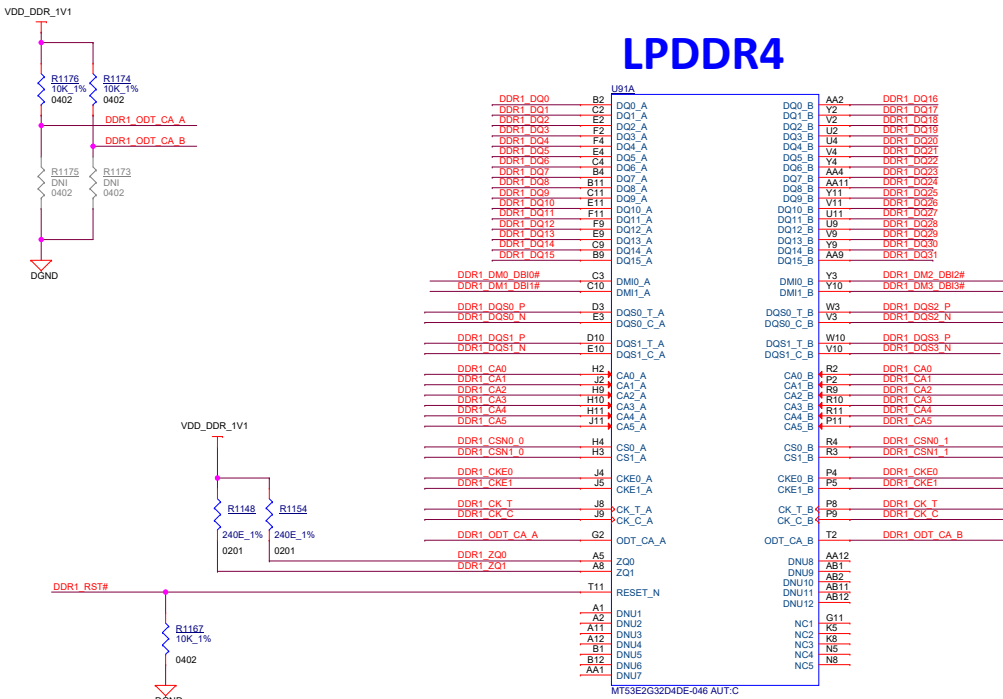 VDD_DDR_1V1
R1176
10K_1%
0402
R1174
10K_1%
0402
DDR1_ODT_CA_A
DDR1_ODT_CA_B
R1175
DNI
0402
R1173
DNI
0402
DGND
LPDDR4
U91A
DDR1_DQ0 B2 DQ0_A DQ0_B AA2 DDR1_DQ16
DDR1_DQ1 C2 DQ1_A DQ1_B Y2 DDR1_DQ17
DDR1_DQ2 E2 DQ2_A DQ2_B V2 DDR1_DQ18
DDR1_DQ3 F2 DQ3_A DQ3_B U2 DDR1_DQ19
DDR1_DQ4 F4 DQ4_A DQ4_B U4 DDR1_DQ20
DDR1_DQ5 E4 DQ5_A DQ5_B V4 DDR1_DQ21
DDR1_DQ6 C4 DQ6_A DQ6_B Y4 DDR1_DQ22
DDR1_DQ7 B4 DQ7_A DQ7_B AA4 DDR1_DQ23
DDR1_DQ8 B11 DQ8_A DQ8_B AA11 DDR1_DQ24
DDR1_DQ9 C11 DQ9_A DQ9_B Y11 DDR1_DQ25
DDR1_DQ10 E11 DQ10_A DQ10_B V11 DDR1_DQ26
DDR1_DQ11 F11 DQ11_A DQ11_B U11 DDR1_DQ27
DDR1_DQ12 F9 DQ12_A DQ12_B U9 DDR1_DQ28
DDR1_DQ13 E9 DQ13_A DQ13_B V9 DDR1_DQ29
DDR1_DQ14 C9 DQ14_A DQ14_B Y9 DDR1_DQ30
DDR1_DQ15 B9 DQ15_A DQ15_B AA9 DDR1_DQ31
DDR1_DM0_DBI0# C3 DMI0_A DMI0_B Y3 DDR1_DM2_DBI2#
DDR1_DM1_DBI1# C10 DMI1_A DMI1_B Y10 DDR1_DM3_DBI3#
DDR1_DQS0_P D3 DQS0_T_A DQS0_T_B W3 DDR1_DQS2_P
DDR1_DQS0_N E3 DQS0_C_A DQS0_C_B V3 DDR1_DQS2_N
DDR1_DQS1_P D10 DQS1_T_A DQS1_T_B W10 DDR1_DQS3_P
DDR1_DQS1_N E10 DQS1_C_A DQS1_C_B V10 DDR1_DQS3_N
DDR1_CA0 H2 CA0_A CA0_B R2 DDR1_CA0
DDR1_CA1 J2 CA1_A CA1_B P2 DDR1_CA1
DDR1_CA2 H9 CA2_A CA2_B R9 DDR1_CA2
DDR1_CA3 H10 CA3_A CA3_B R10 DDR1_CA3
DDR1_CA4 H11 CA4_A CA4_B R11 DDR1_CA4
DDR1_CA5 J11 CA5_A CA5_B P11 DDR1_CA5
DDR1_CSN0_0 H4 CS0_A CS0_B R4 DDR1_CSN0_1
DDR1_CSN1_0 H3 CS1_A CS1_B R3 DDR1_CSN1_1
DDR1_CKE0 J4 CKE0_A CKE0_B P4 DDR1_CKE0
DDR1_CKE1 J5 CKE1_A CKE1_B P5 DDR1_CKE1
DDR1_CK_T J8 CK_T_A CK_T_B P8 DDR1_CK_T
DDR1_CK_C J9 CK_C_A CK_C_B P9 DDR1_CK_C
DDR1_ODT_CA_A G2 ODT_CA_A ODT_CA_B T2 DDR1_ODT_CA_B
VDD_DDR_1V1
R1148
240E_1%
0201
R1154
240E_1%
0201
DDR1_ZQ0 A5 ZQ0
DDR1_ZQ1 A8 ZQ1
DDR1_RST# T11 RESET_N
R1167
10K_1%
0402
DGND
A1 DNU1
A2 DNU2
A11 DNU3
A12 DNU4
B1 DNU5
B12 DNU6
AA1 DNU7
DNU8 AA12
DNU9 AB1
DNU10 AB2
DNU11 AB11
DNU12 AB12
NC1 G11
NC2 K5
NC3 K8
NC4 N5
NC5 N8
MT53E2G32D4DE-046 AUT:C